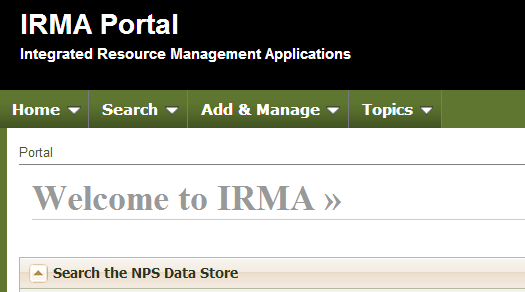 IRMA Portal
Integrated Resource Management Applications
Home Search Add & Manage Topics
Portal
Welcome to IRMA »
Search the NPS Data Store